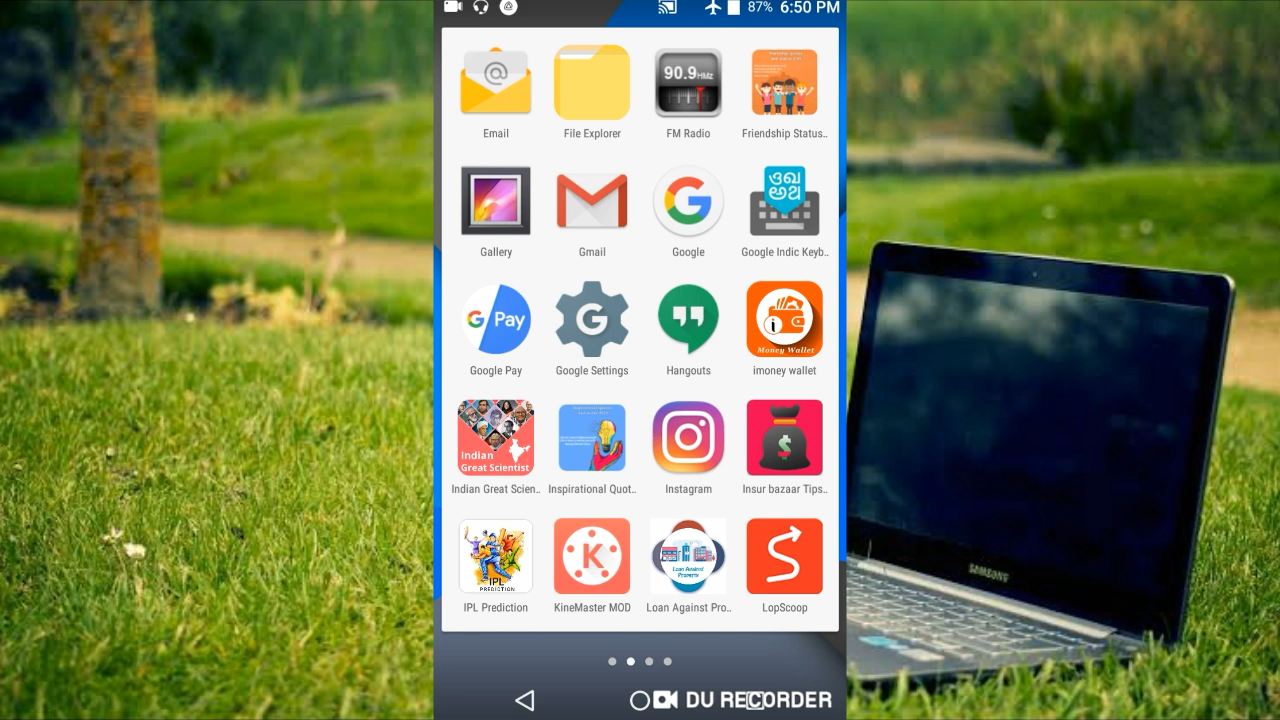 87% 6:50 PM
@
90.9 HMz
Email
File Explorer
FM Radio
Friendship Status..
ଓଖ
అథ
Gallery
Gmail
Google
Google Indic Keyb..
G Pay
G
i
Money Wallet
Google Pay
Google Settings
Hangouts
imoney wallet
Indian
Great Scientist
$
Indian Great Scien..
Inspirational Quot..
Instagram
Insur bazaar Tips..
IPL
PREDICTION
K
Loan Against
Property
IPL Prediction
KineMaster MOD
Loan Against Pro..
LopScoop
SAMSUNG
DU RECORDER